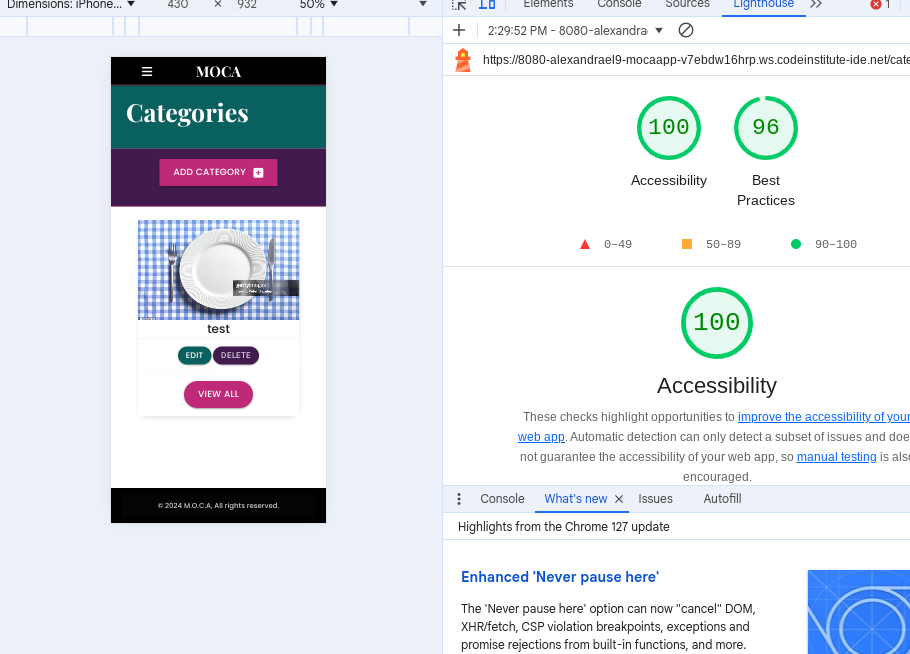 Dimensions: iPhone... 430 × 932 50%
Elements Console Sources Lighthouse 1
2:29:52 PM - 8080-alexandra
https://8080-alexandrael9-mocaapp-v7ebdw16hrp.ws.codeinstitute-ide.net/cate
MOCA
Categories
ADD CATEGORY
test
EDIT DELETE
VIEW ALL
© 2024 M.O.C.A, All rights reserved.
100 96
Accessibility Best
Practices
0–49 50–89 90–100
100
Accessibility
These checks highlight opportunities to improve the accessibility of your
web app. Automatic detection can only detect a subset of issues and doe
not guarantee the accessibility of your web app, so manual testing is also
encouraged.
Console What's new Issues Autofill
Highlights from the Chrome 127 update
Enhanced 'Never pause here'
The 'Never pause here' option can now "cancel" DOM,
XHR/fetch, CSP violation breakpoints, exceptions and
promise rejections from built-in functions, and more.